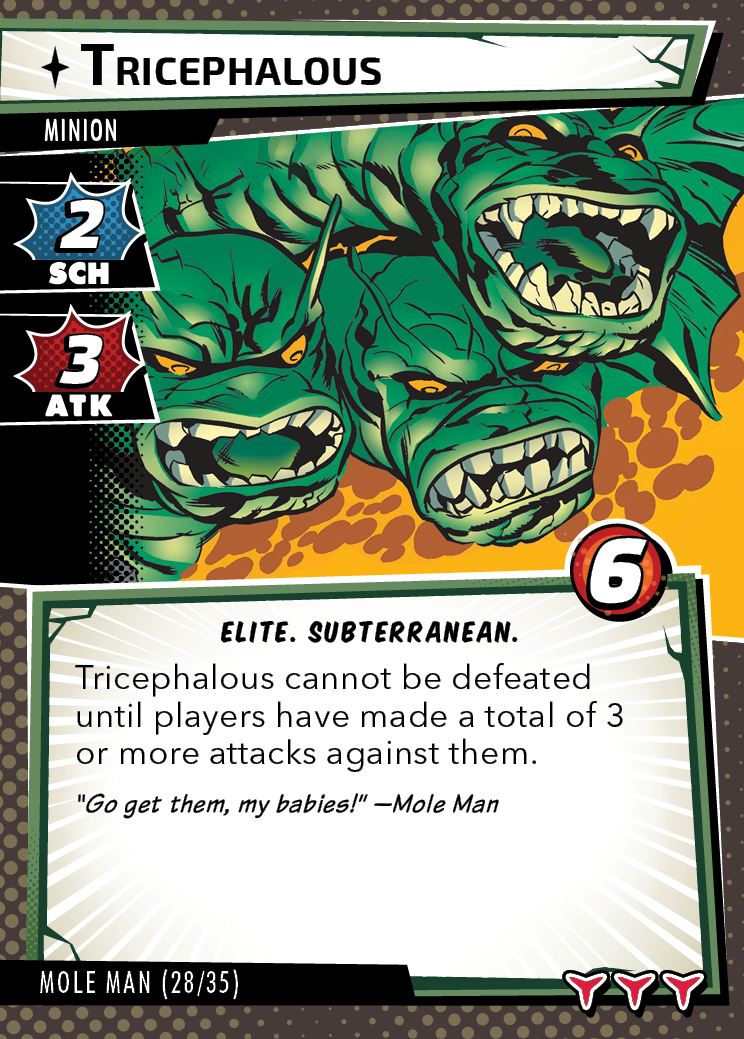 Tricephalous
MINION
2
SCH
3
ATK
6
ELITE. SUBTERRANEAN.
Tricephalous cannot be defeated
until players have made a total of 3
or more attacks against them.
"Go get them, my babies!" —Mole Man
MOLE MAN (28/35)